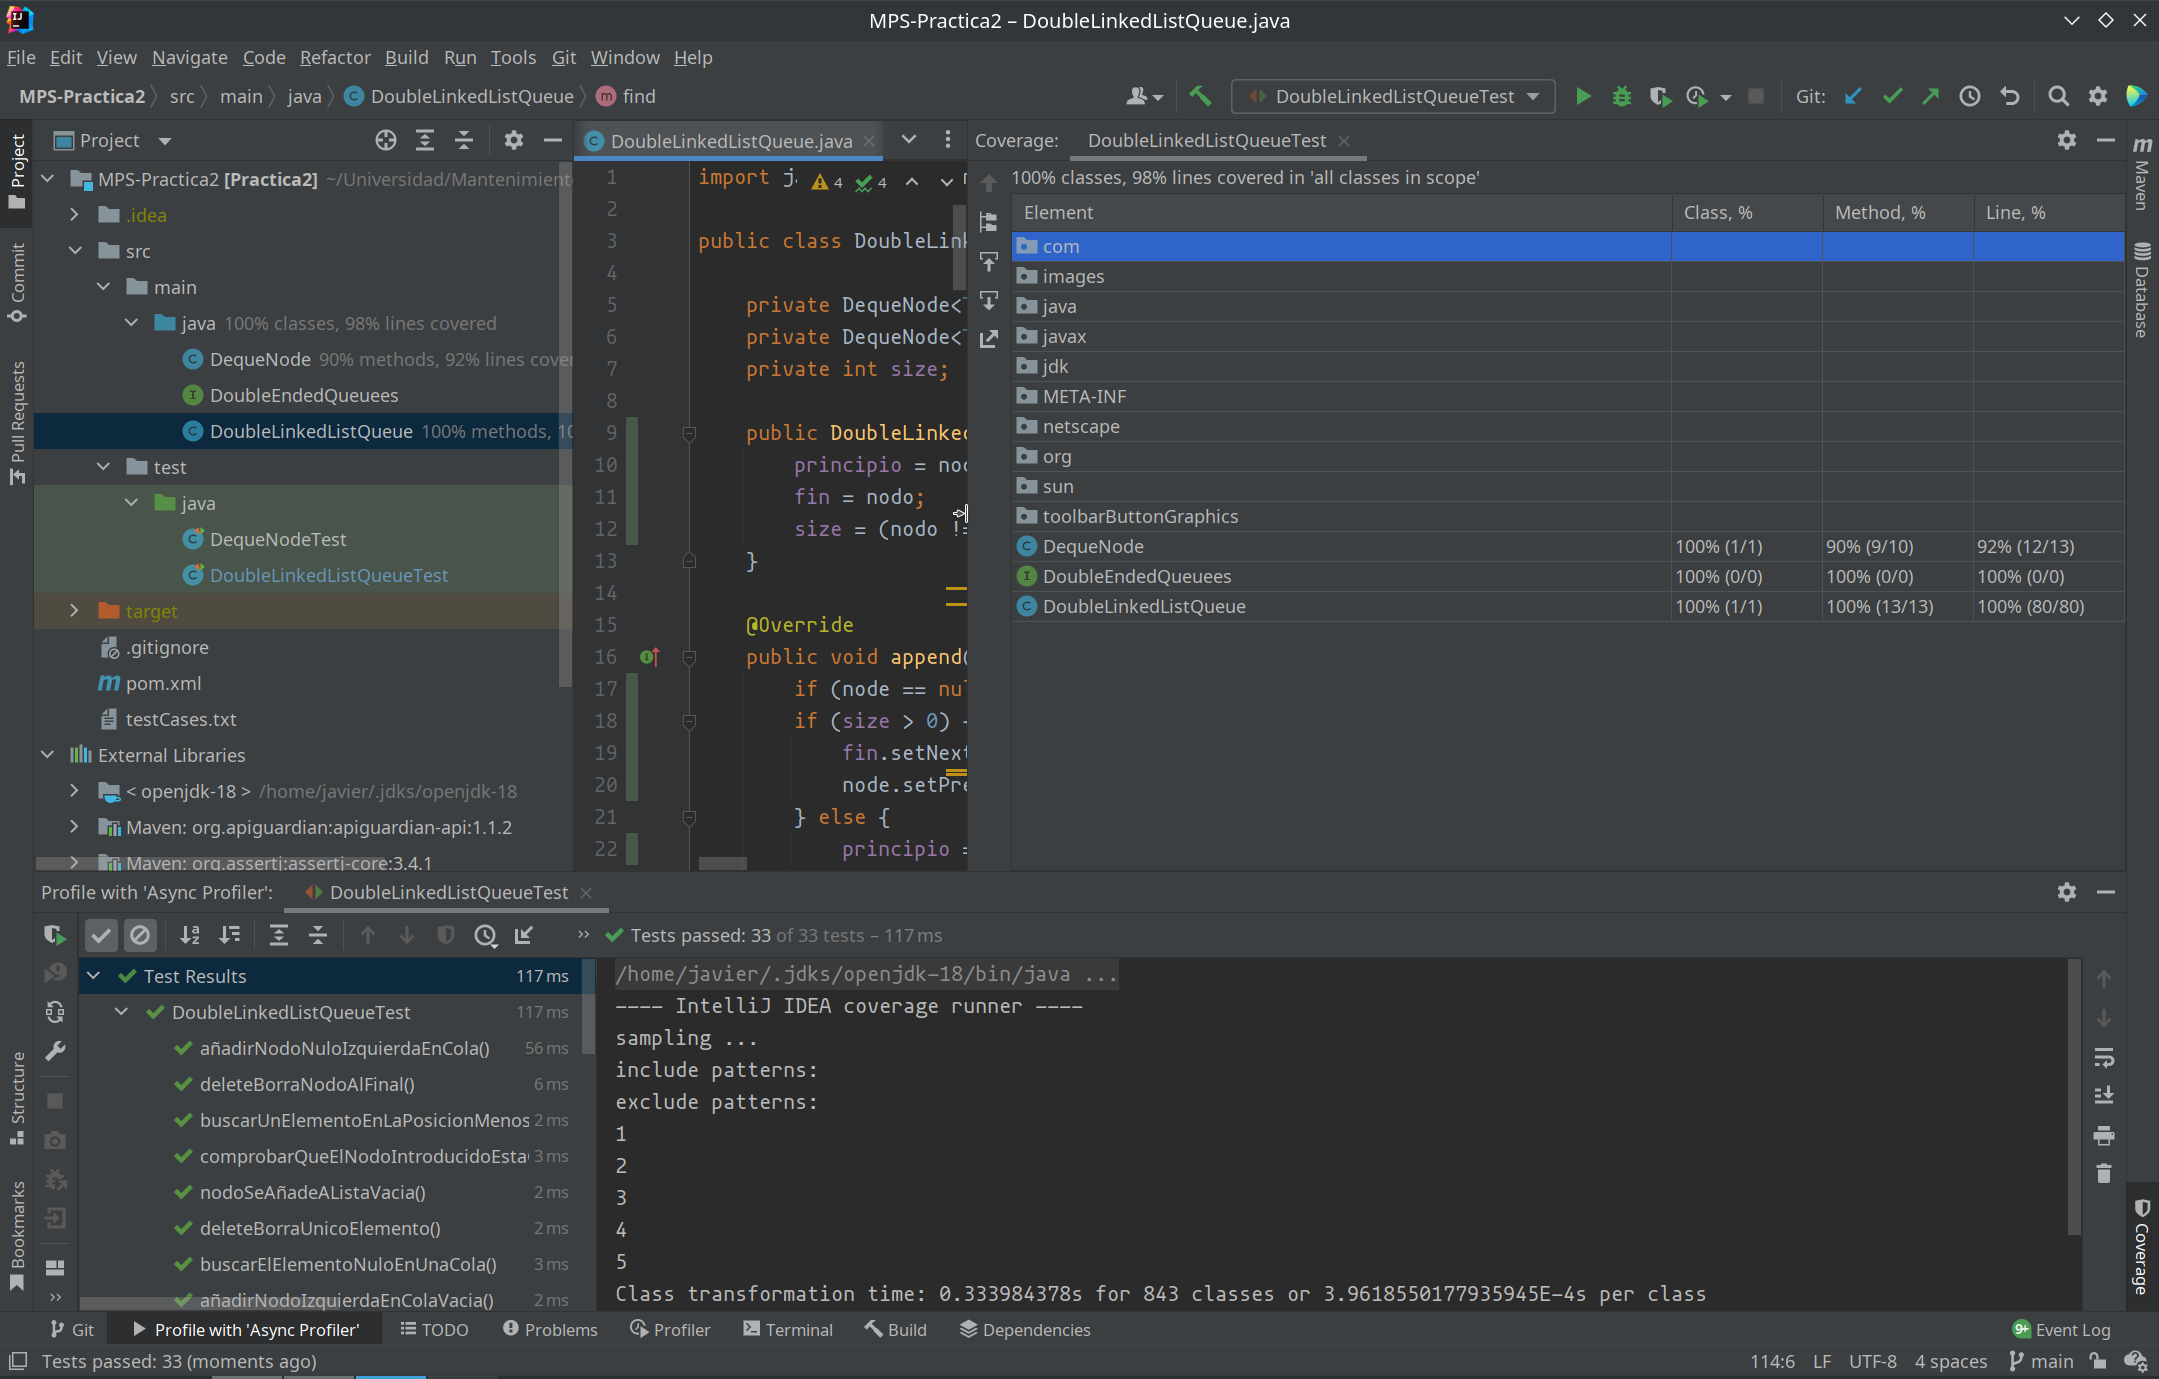 MPS-Practica2 – DoubleLinkedListQueue.java
File Edit View Navigate Code Refactor Build Run Tools Git Window Help
MPS-Practica2 src main java DoubleLinkedListQueue find
DoubleLinkedListQueueTest
Git:
Project
Commit
Pull Requests
Structure
Bookmarks
Project
MPS-Practica2 [Practica2] ~/Universidad/Mantenimient
.idea
src
main
java 100% classes, 98% lines covered
DequeNode 90% methods, 92% lines cover
DoubleEndedQueuees
DoubleLinkedListQueue 100% methods, 10
test
java
DequeNodeTest
DoubleLinkedListQueueTest
target
.gitignore
pom.xml
testCases.txt
External Libraries
< openjdk-18 > /home/javier/.jdks/openjdk-18
Maven: org.apiguardian:apiguardian-api:1.1.2
Maven: org.assertj:assertj-core:3.4.1
DoubleLinkedListQueue.java
4 4
1 import j
2
3 public class DoubleLink
4
5 private DequeNode<
6 private DequeNode<
7 private int size;
8
9 public DoubleLinked
10 principio = nod
11 fin = nodo;
12 size = (nodo !=
13 }
14
15 @Override
16 public void append(
17 if (node == nul
18 if (size > 0)
19 fin.setNext
20 node.setPre
21 } else {
22 principio =
Coverage: DoubleLinkedListQueueTest
100% classes, 98% lines covered in 'all classes in scope'
Element Class, % Method, % Line, %
com
images
java
javax
jdk
META-INF
netscape
org
sun
toolbarButtonGraphics
DequeNode 100% (1/1) 90% (9/10) 92% (12/13)
DoubleEndedQueuees 100% (0/0) 100% (0/0) 100% (0/0)
DoubleLinkedListQueue 100% (1/1) 100% (13/13) 100% (80/80)
m Maven
Database
Coverage
Profile with 'Async Profiler': DoubleLinkedListQueueTest
Tests passed: 33 of 33 tests – 117 ms
Test Results 117 ms
DoubleLinkedListQueueTest 117 ms
añadirNodoNuloIzquierdaEnCola() 56 ms
deleteBorraNodoAlFinal() 6 ms
buscarUnElementoEnLaPosicionMenos 2 ms
comprobarQueElNodoIntroducidoEsta 3 ms
nodoSeAñadeAListaVacia() 2 ms
deleteBorraUnicoElemento() 2 ms
buscarElElementoNuloEnUnaCola() 3 ms
añadirNodoIzquierdaEnColaVacia() 2 ms
/home/javier/.jdks/openjdk-18/bin/java ...
---- IntelliJ IDEA coverage runner ----
sampling ...
include patterns:
exclude patterns:
1
2
3
4
5
Class transformation time: 0.333984378s for 843 classes or 3.9618550177935945E-4s per class
Git Profile with 'Async Profiler' TODO Problems Profiler Terminal Build Dependencies 9+ Event Log
Tests passed: 33 (moments ago) 114:6 LF UTF-8 4 spaces main